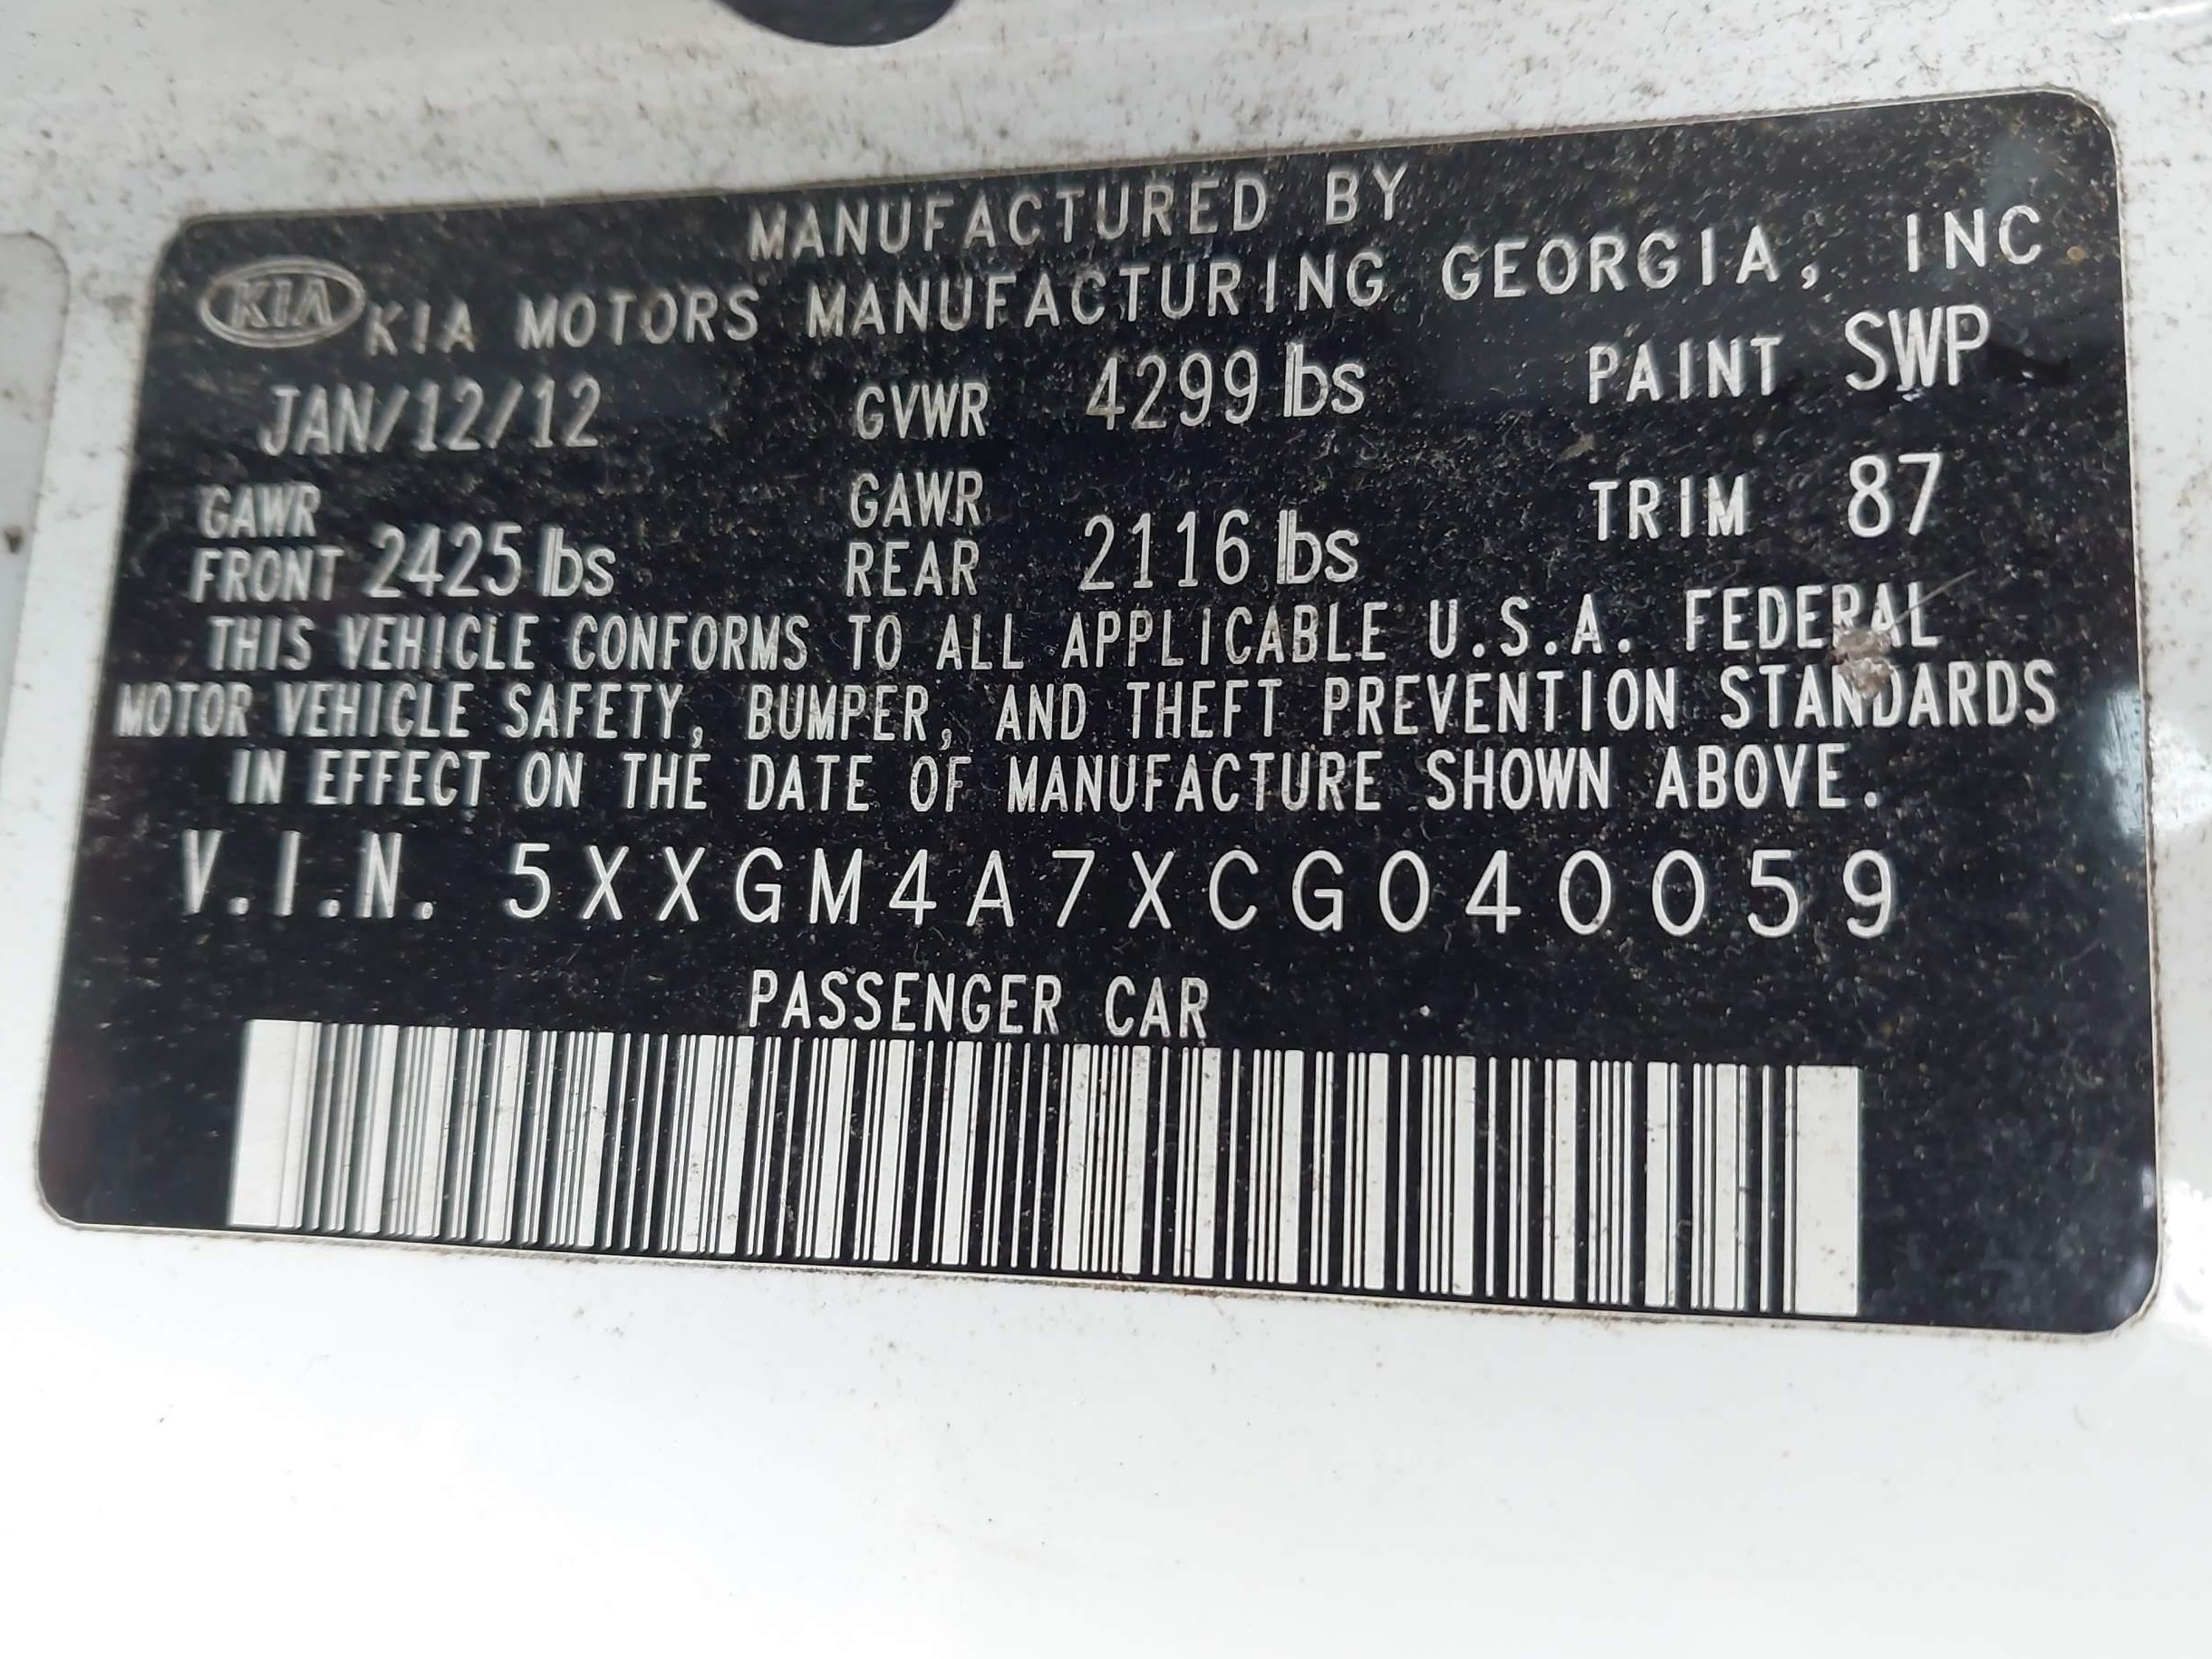 MANUFACTURED BY
KIA KIA MOTORS MANUFACTURING GEORGIA, INC
JAN/12/12 GVWR 4299 lbs PAINT SWP
GAWR FRONT 2425 lbs GAWR REAR 2116 lbs TRIM 87
THIS VEHICLE CONFORMS TO ALL APPLICABLE U.S.A. FEDERAL
MOTOR VEHICLE SAFETY, BUMPER, AND THEFT PREVENTION STANDARDS
IN EFFECT ON THE DATE OF MANUFACTURE SHOWN ABOVE.
V.I.N. 5XXGM4A7XCG040059
PASSENGER CAR